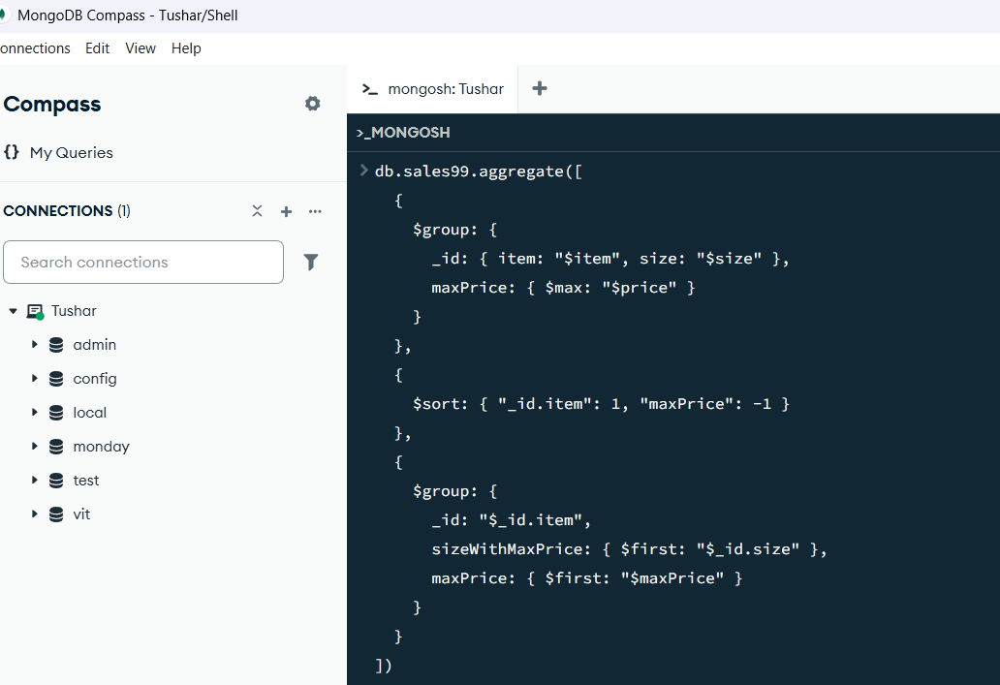 MongoDB Compass - Tushar/Shell
onnections Edit View Help
Compass
{} My Queries
CONNECTIONS (1)
Search connections
Tushar
admin
config
local
monday
test
vit
>_ mongosh: Tushar +
>_MONGOSH
> db.sales99.aggregate([
{
$group: {
_id: { item: "$item", size: "$size" },
maxPrice: { $max: "$price" }
}
},
{
$sort: { "_id.item": 1, "maxPrice": -1 }
},
{
$group: {
_id: "$_id.item",
sizeWithMaxPrice: { $first: "$_id.size" },
maxPrice: { $first: "$maxPrice" }
}
}
])